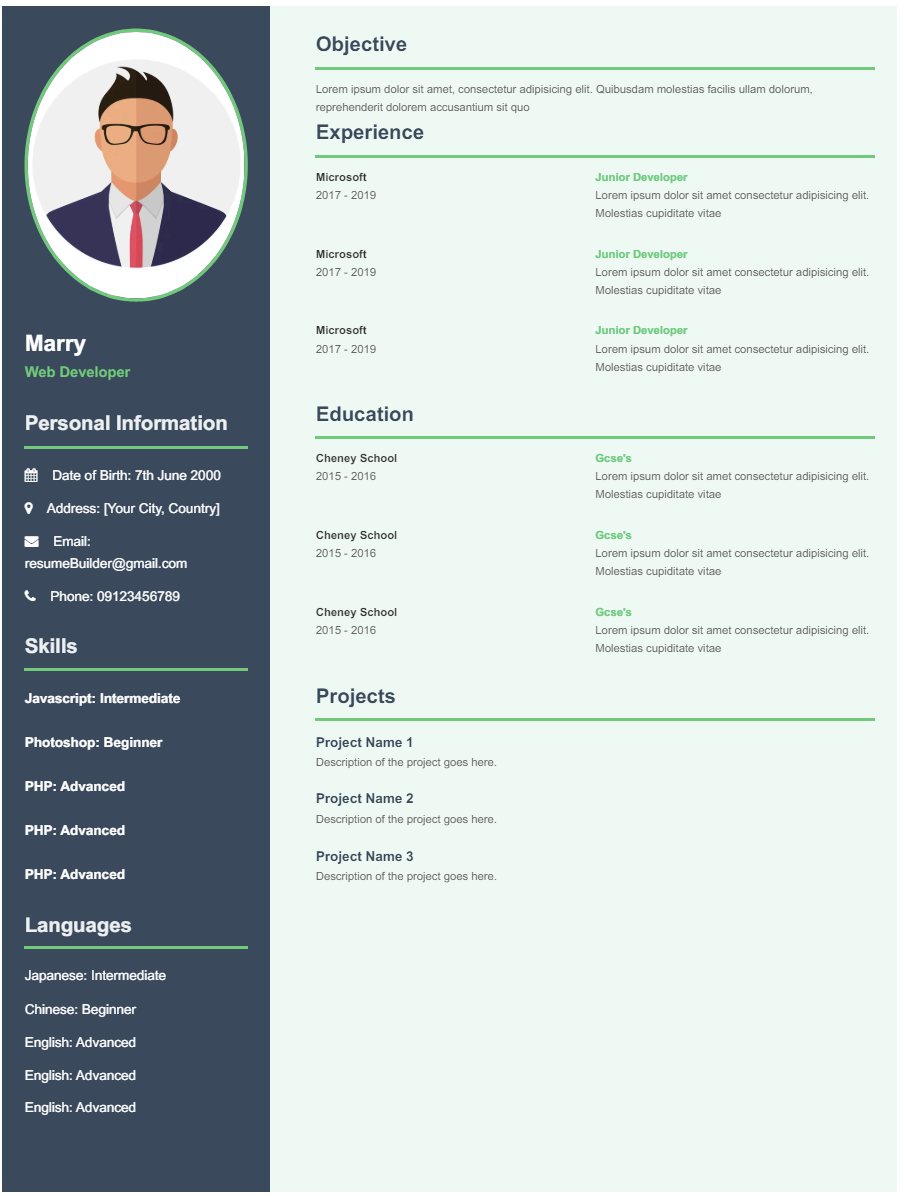 Marry
Web Developer
Personal Information
Date of Birth: 7th June 2000
Address: [Your City, Country]
Email:
resumeBuilder@gmail.com
Phone: 09123456789
Skills
Javascript: Intermediate
Photoshop: Beginner
PHP: Advanced
PHP: Advanced
PHP: Advanced
Languages
Japanese: Intermediate
Chinese: Beginner
English: Advanced
English: Advanced
English: Advanced
Objective
Lorem ipsum dolor sit amet, consectetur adipisicing elit. Quibusdam molestias facilis ullam dolorum,
reprehenderit dolorem accusantium sit quo
Experience
Microsoft
2017 - 2019
Junior Developer
Lorem ipsum dolor sit amet consectetur adipisicing elit.
Molestias cupiditate vitae
Microsoft
2017 - 2019
Junior Developer
Lorem ipsum dolor sit amet consectetur adipisicing elit.
Molestias cupiditate vitae
Microsoft
2017 - 2019
Junior Developer
Lorem ipsum dolor sit amet consectetur adipisicing elit.
Molestias cupiditate vitae
Education
Cheney School
2015 - 2016
Gcse's
Lorem ipsum dolor sit amet consectetur adipisicing elit.
Molestias cupiditate vitae
Cheney School
2015 - 2016
Gcse's
Lorem ipsum dolor sit amet consectetur adipisicing elit.
Molestias cupiditate vitae
Cheney School
2015 - 2016
Gcse's
Lorem ipsum dolor sit amet consectetur adipisicing elit.
Molestias cupiditate vitae
Projects
Project Name 1
Description of the project goes here.
Project Name 2
Description of the project goes here.
Project Name 3
Description of the project goes here.